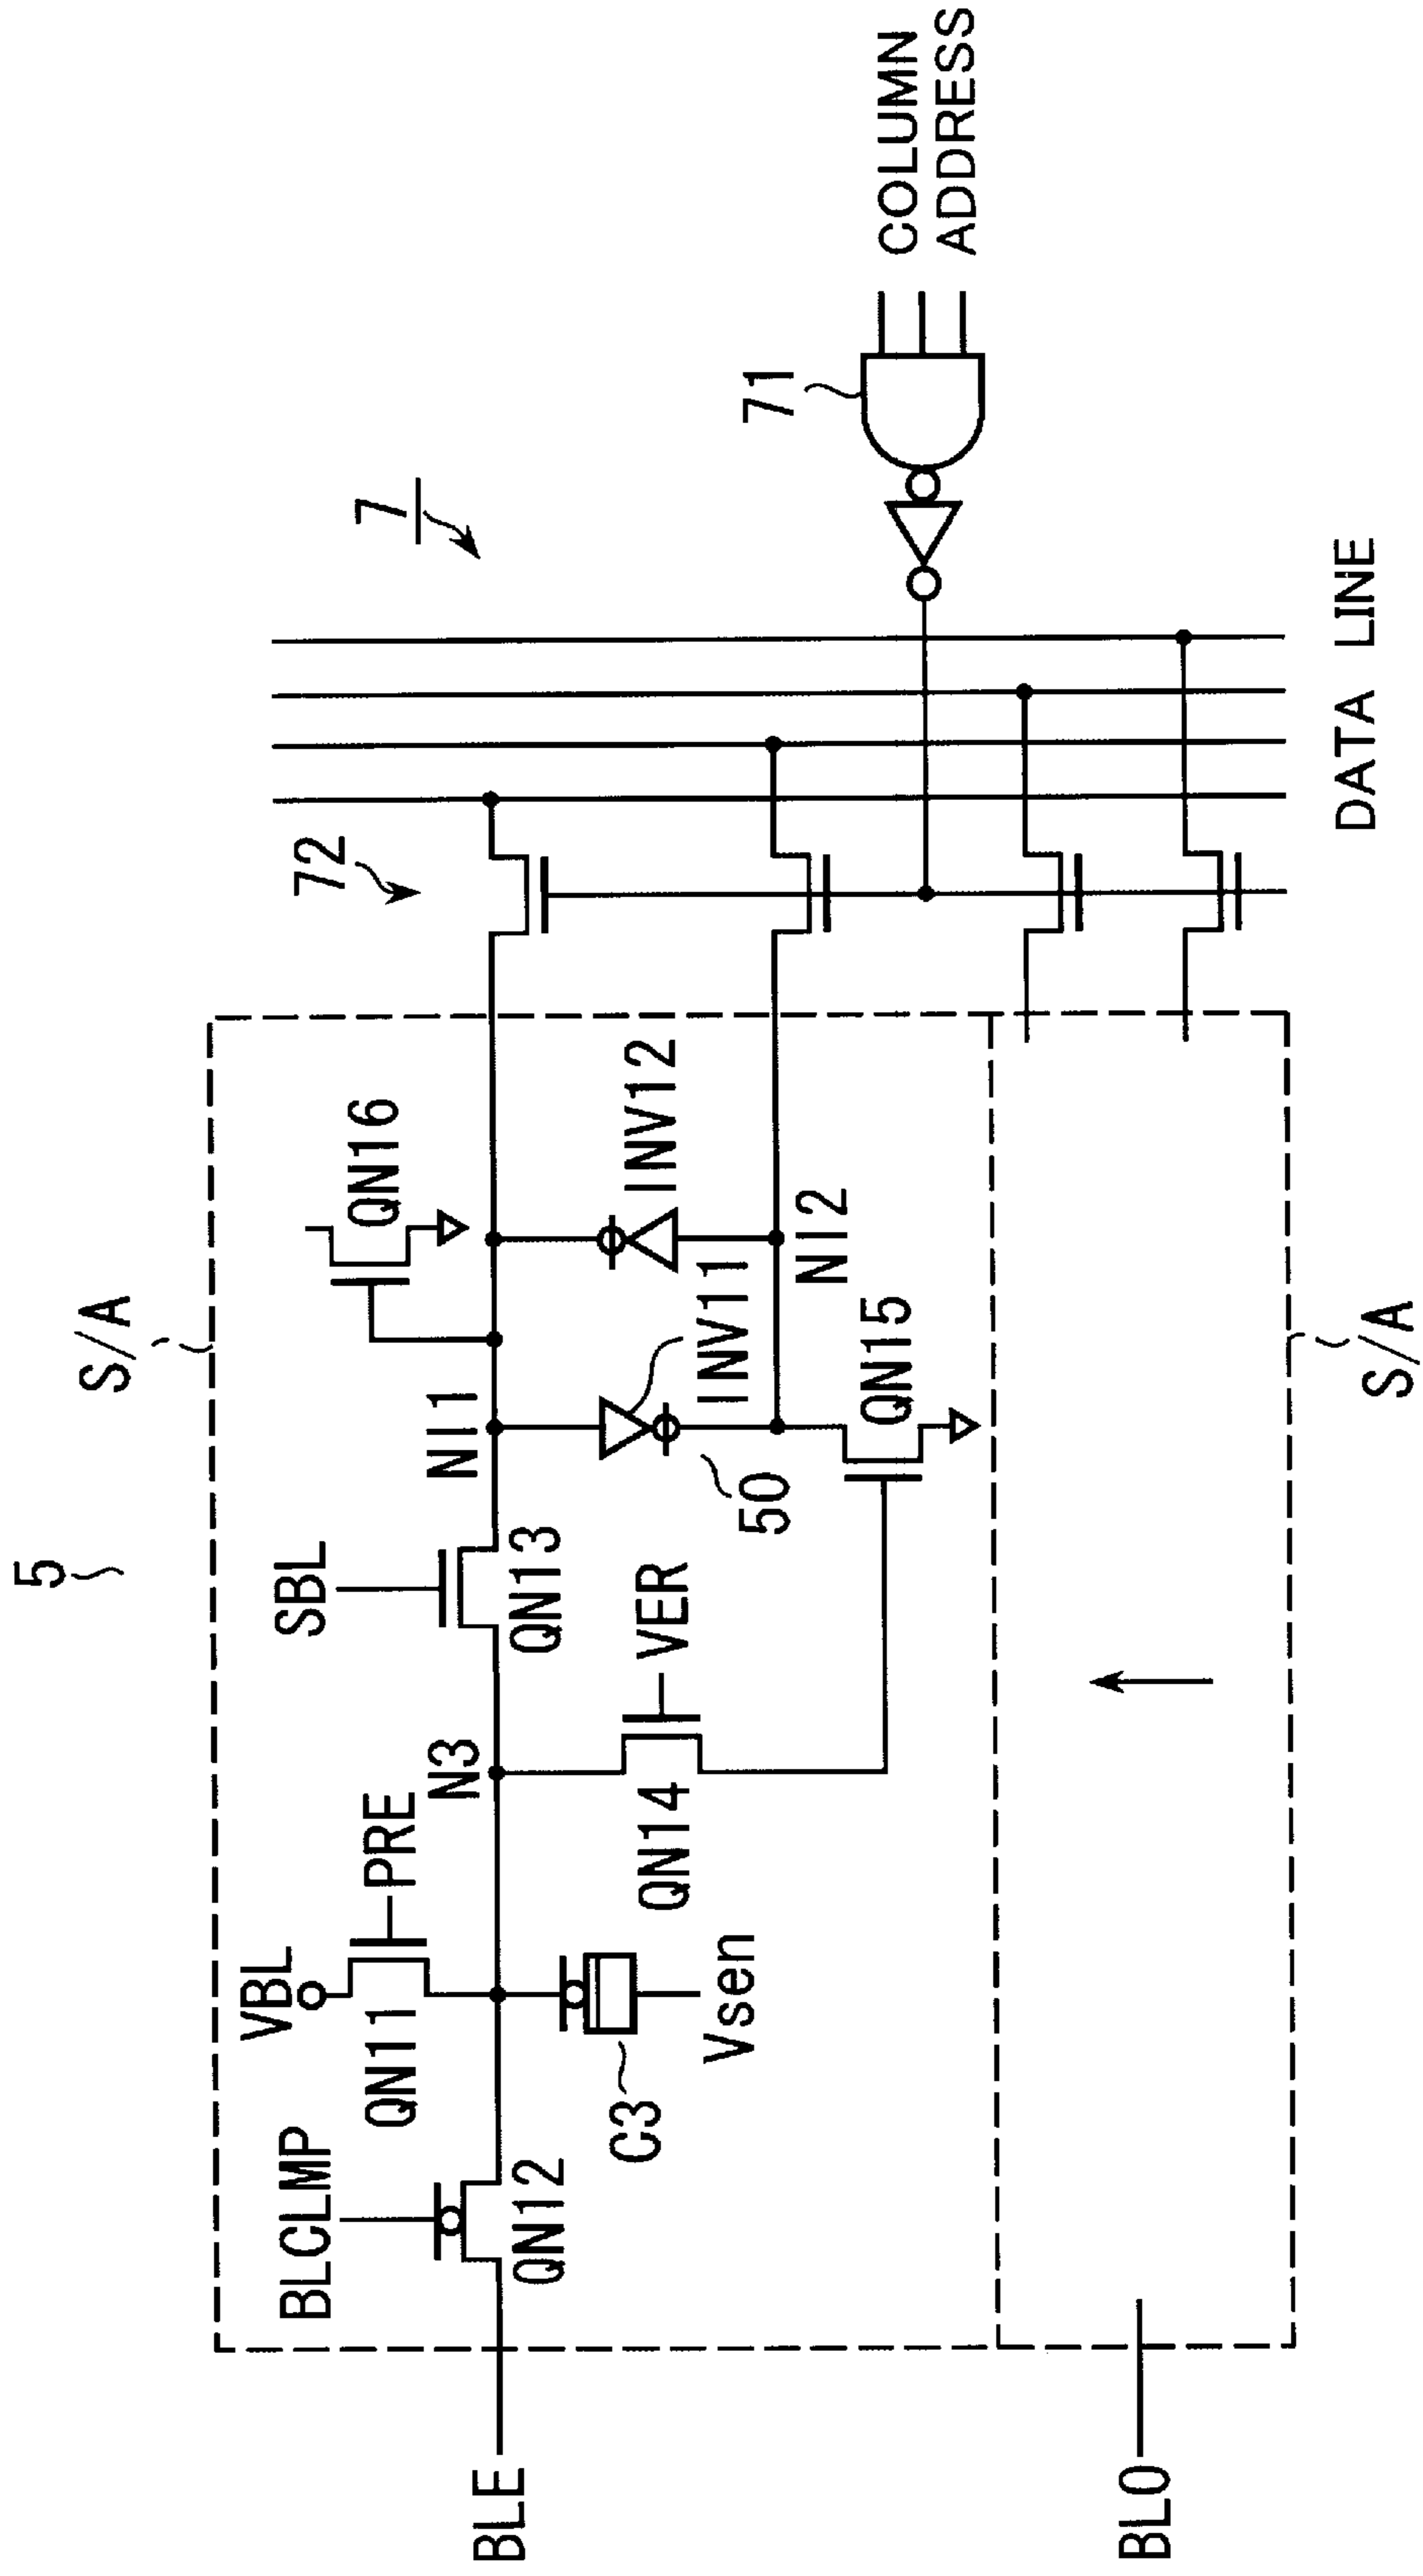 5
S/A
7
BLCLMP
VBL
PRE
SBL
QN16
72
71
QN11
N3
N11
QN12
QN13
INV12
COLUMN
ADDRESS
C3
QN14
VER
INV11
Vsen
50
N12
QN15
BLE
BLO
S/A
DATA LINE